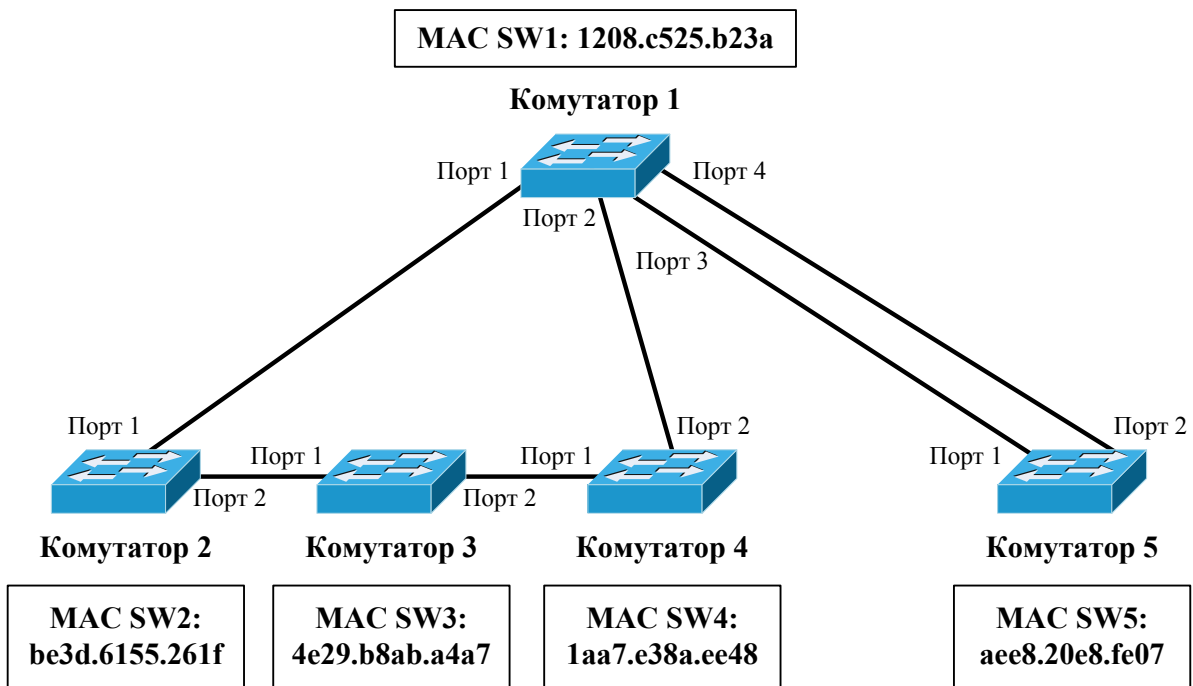 MAC SW1: 1208.c525.b23a
Комутатор 1
Порт 1
Порт 4
Порт 2
Порт 3
Порт 1
Порт 2
Порт 2
Порт 1
Порт 1
Порт 1
Порт 2
Порт 2
Комутатор 2
Комутатор 3
Комутатор 4
Комутатор 5
MAC SW2:
be3d.6155.261f
MAC SW3:
4e29.b8ab.a4a7
MAC SW4:
1aa7.e38a.ee48
MAC SW5:
aee8.20e8.fe07